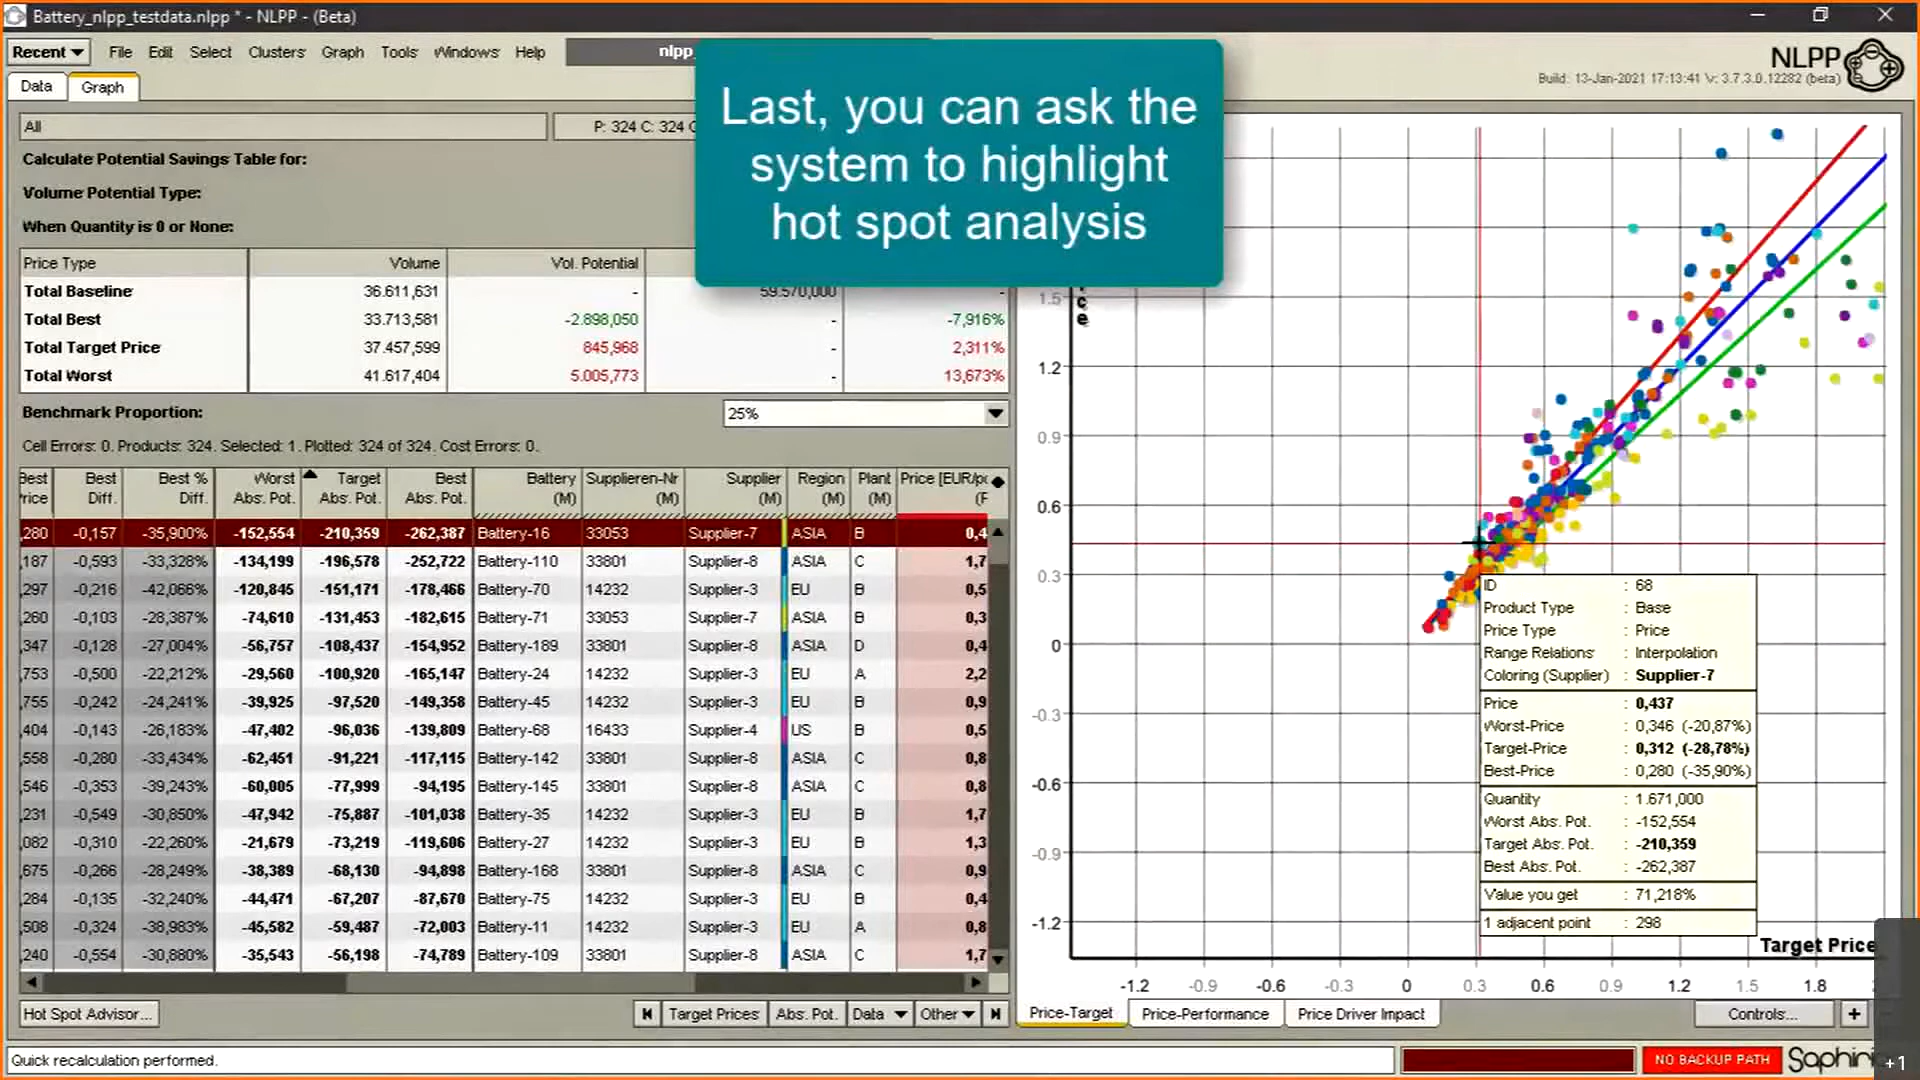 Battery_nlpp_testdata.nlpp * - NLPP - (Beta)
Recent File Edit Select Clusters Graph Tools Windows Help nlpp_
NLPP
Build: 13-Jan-2021 17:13:41 V: 3.7.3.0.12282 (beta)
Data Graph
Last, you can ask the
system to highlight
hot spot analysis
All P: 324 C: 324
Calculate Potential Savings Table for:
Volume Potential Type:
When Quantity is 0 or None:
Price Type Volume Vol. Potential
Total Baseline 36.611,631 - 59.570,000 -
Total Best 33.713,581 -2.898,050 - -7,916%
Total Target Price 37.457,599 845,968 - 2,311%
Total Worst 41.617,404 5.005,773 - 13,673%
Benchmark Proportion: 25%
Cell Errors: 0. Products: 324. Selected: 1. Plotted: 324 of 324. Cost Errors: 0.
Best Best Best % Worst Target Best Battery Supplieren-Nr Supplier Region Plant Price [EUR/pc
Price Diff. Diff. Abs. Pot. Abs. Pot. Abs. Pot. (M) (M) (M) (M) (F
,280 -0,157 -35,900% -152,554 -210,359 -262,387 Battery-16 33053 Supplier-7 ASIA B 0,4
,187 -0,593 -33,328% -134,199 -196,578 -252,722 Battery-110 33801 Supplier-8 ASIA C 1,7
,297 -0,216 -42,066% -120,845 -151,171 -178,466 Battery-70 14232 Supplier-3 EU B 0,5
,260 -0,103 -28,387% -74,610 -131,453 -182,615 Battery-71 33053 Supplier-7 ASIA B 0,3
,347 -0,128 -27,004% -56,757 -108,437 -154,952 Battery-189 33801 Supplier-8 ASIA D 0,4
,753 -0,500 -22,212% -29,560 -100,920 -165,147 Battery-24 14232 Supplier-3 EU A 2,2
,755 -0,242 -24,241% -39,925 -97,520 -149,358 Battery-45 14232 Supplier-3 EU B 0,9
,404 -0,143 -26,183% -47,402 -96,036 -139,809 Battery-68 16433 Supplier-4 US B 0,5
,558 -0,280 -33,434% -62,451 -91,221 -117,115 Battery-142 33801 Supplier-8 ASIA C 0,8
,546 -0,353 -39,243% -60,005 -77,999 -94,195 Battery-145 33801 Supplier-8 ASIA C 0,8
,231 -0,549 -30,850% -47,942 -75,887 -101,038 Battery-35 14232 Supplier-3 EU B 1,7
,082 -0,310 -22,260% -21,679 -73,219 -119,606 Battery-27 14232 Supplier-3 EU B 1,3
,675 -0,266 -28,249% -38,389 -68,130 -94,898 Battery-168 33801 Supplier-8 ASIA C 0,9
,284 -0,135 -32,240% -44,471 -67,207 -87,670 Battery-75 14232 Supplier-3 EU B 0,4
,508 -0,324 -38,983% -45,582 -59,487 -72,003 Battery-11 14232 Supplier-3 EU A 0,8
,240 -0,554 -30,880% -35,543 -56,198 -74,789 Battery-109 33801 Supplier-8 ASIA C 1,7
Hot Spot Advisor... Target Prices Abs. Pot. Data Other
c
e
1.5
1.2
0.9
0.6
0.3
0
-0.3
-0.6
-0.9
-1.2
ID : 68
Product Type : Base
Price Type : Price
Range Relations : Interpolation
Coloring (Supplier) : Supplier-7
Price : 0,437
Worst-Price : 0,346 (-20,87%)
Target-Price : 0,312 (-28,78%)
Best-Price : 0,280 (-35,90%)
Quantity : 1.671,000
Worst Abs. Pot. : -152,554
Target Abs. Pot. : -210,359
Best Abs. Pot. : -262,387
Value you get : 71,218%
1 adjacent point : 298
Target Price
-1.2 -0.9 -0.6 -0.3 0 0.3 0.6 0.9 1.2 1.5 1.8
Price-Target Price-Performance Price Driver Impact Controls... +
Quick recalculation performed.
NO BACKUP PATH
+1